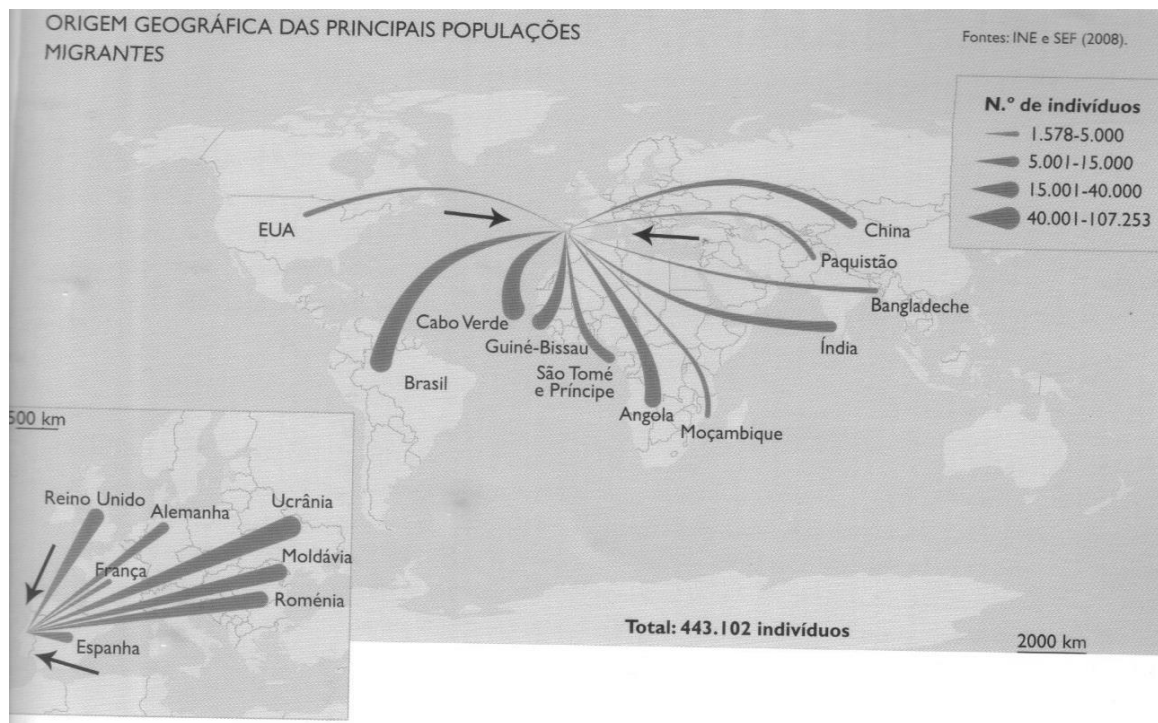 ORIGEM GEOGRÁFICA DAS PRINCIPAIS POPULAÇÕES
MIGRANTES
Fontes: INE e SEF (2008).
N.º de indivíduos
1.578-5.000
5.001-15.000
15.001-40.000
40.001-107.253
EUA
China
Paquistão
Bangladeche
Índia
Cabo Verde
Guiné-Bissau
São Tomé
e Príncipe
Brasil
Angola
Moçambique
500 km
Reino Unido
Alemanha
Ucrânia
Moldávia
França
Roménia
Espanha
Total: 443.102 indivíduos
2000 km